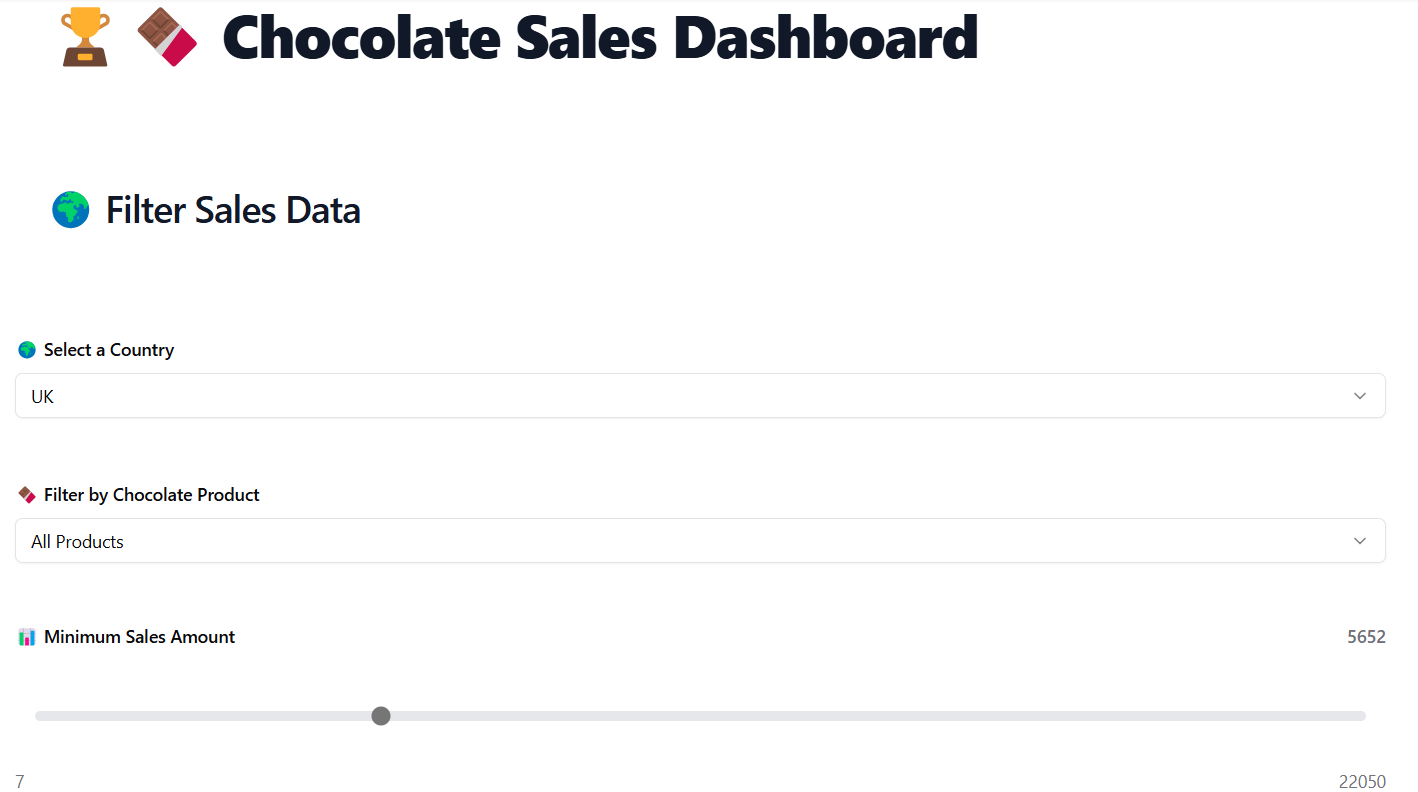 Chocolate Sales Dashboard
Filter Sales Data
Select a Country
UK
Filter by Chocolate Product
All Products
Minimum Sales Amount 5652
7 22050